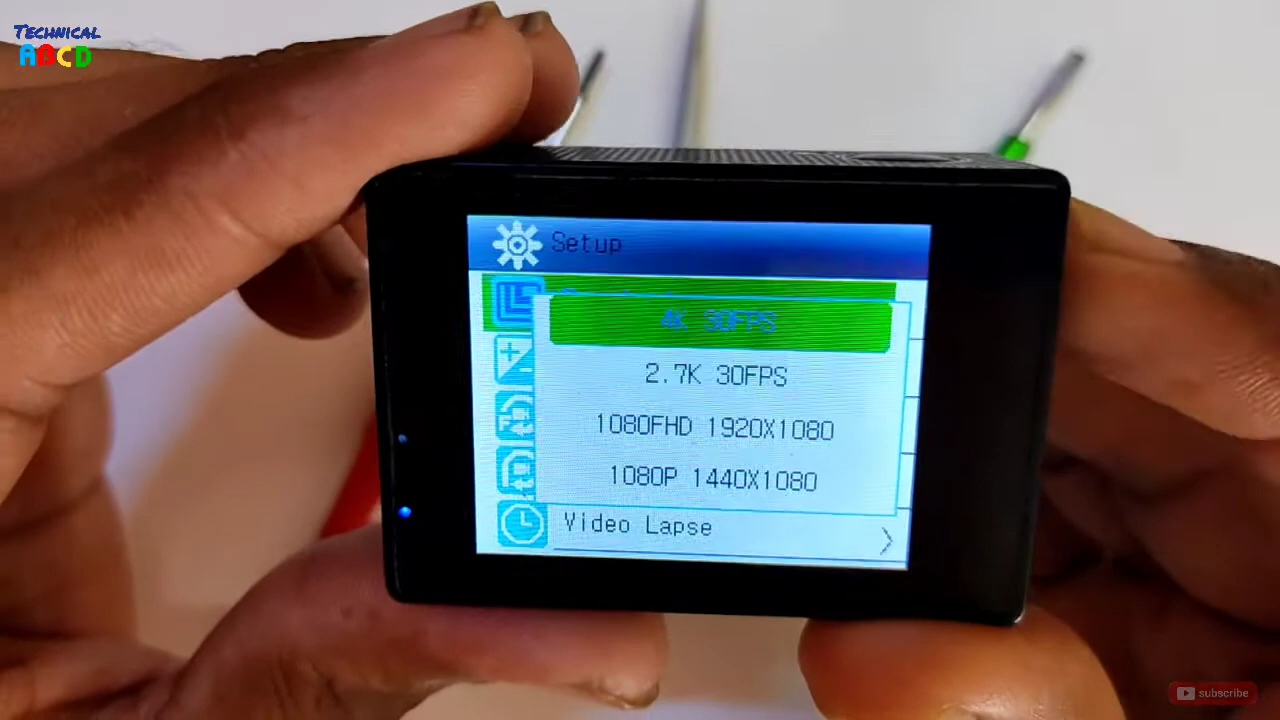 TECHNICAL
ABCD
Setup
4K 30FPS
2.7K 30FPS
1080FHD 1920X1080
1080P 1440X1080
Video Lapse
subscribe